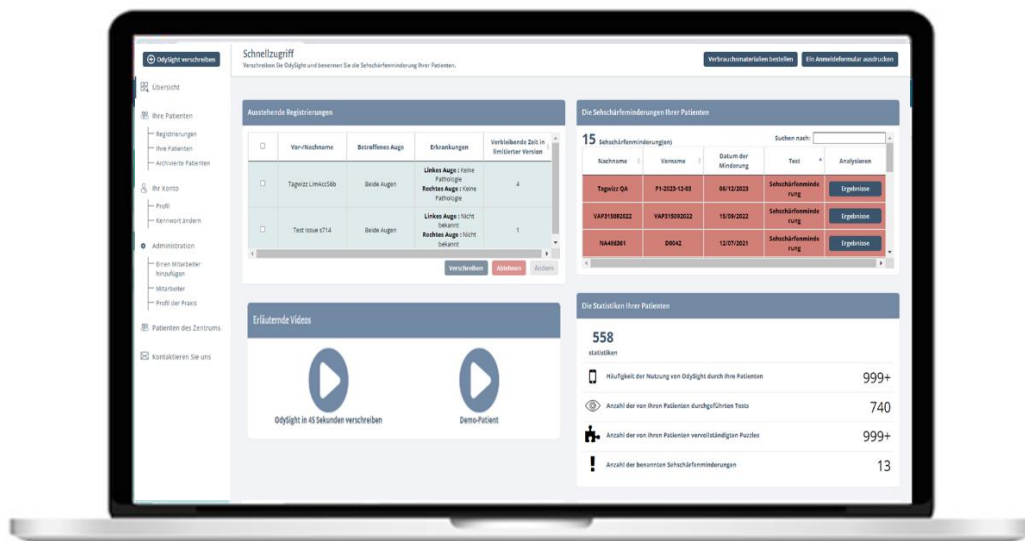 OdySight verschreiben
Schnellzugriff
Verschreiben Sie OdySight und benennen Sie die Sehschärfenminderung Ihrer Patienten.
Verbrauchsmaterialien bestellen
Ein Anmeldeformular ausdrucken
Übersicht
Ihre Patienten
Registrierungen
Ihre Patienten
Archivierte Patienten
Ihr Konto
Profil
Kennwort ändern
Administration
Einen Mitarbeiter
hinzufügen
Mitarbeiter
Profil der Praxis
Patienten des Zentrums
Kontaktieren Sie uns
Ausstehende Registrierungen
Vor-/Nachname
Betroffenes Auge
Erkrankungen
Verbleibende Zeit in
limitierter Version
Tagwizz LimAccS6b
Beide Augen
Linkes Auge : Keine
Pathologie
Rechtes Auge : Keine
Pathologie
4
Test issue s714
Beide Augen
Linkes Auge : Nicht
bekannt
Rechtes Auge : Nicht
bekannt
1
Verschreiben
Ablehnen
Ändern
Die Sehschärfeminderungen Ihrer Patienten
15 Sehschärfenminderung(en)
Suchen nach:
Nachname
Vorname
Datum der
Minderung
Test
Analysieren
Tagwizz QA
P1-2023-12-03
06/12/2023
Sehschärfenminde
rung
Ergebnisse
VAP315092022
VAP315092022
15/09/2022
Sehschärfenminde
rung
Ergebnisse
NA486361
D0042
12/07/2021
Sehschärfenminde
rung
Ergebnisse
Erläuternde Videos
OdySight in 45 Sekunden verschreiben
Demo-Patient
Die Statistiken Ihrer Patienten
558
statistiken
Häufigkeit der Nutzung von OdySight durch Ihre Patienten
999+
Anzahl der von Ihren Patienten durchgeführten Tests
740
Anzahl der von Ihren Patienten vervollständigten Puzzles
999+
Anzahl der benannten Sehschärfenminderungen
13